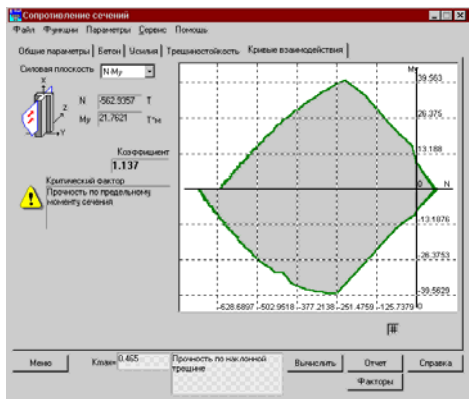 Сопротивление сечений
Файл Функции Параметры Сервис Помощь
Общие параметры Бетон Усилия Трещиностойкость Кривые взаимодействия
Силовая плоскость N-My
X
Z
Y
N -562.9357 Т
My 21.7621 Т*м
Коэффициент
1.137
Критический фактор
Прочность по предельному
моменту сечения
My
39.563
26.375
13.188
0 N
-13.1876
-26.3753
-39.5629
-628.6897 -502.9518 -377.2138 -251.4759 -125.7379 0
Меню Kmax= 0.465 Прочность по наклонной
трещине
Вычислить Отчет Справка
Факторы